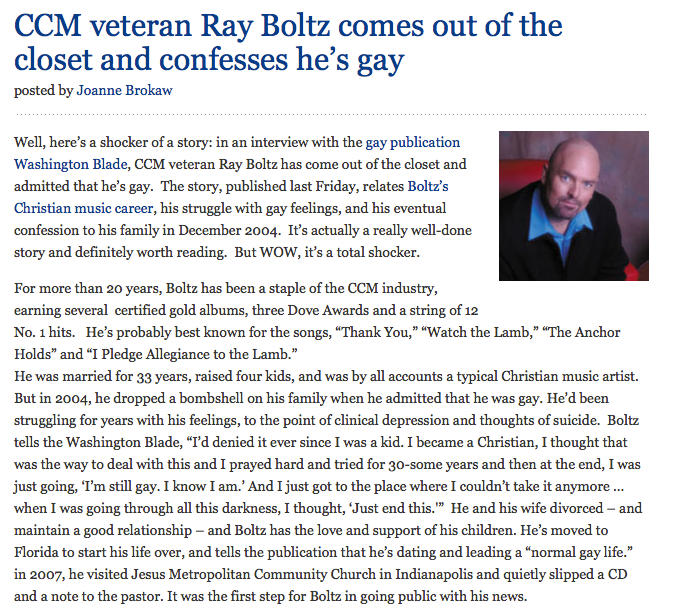 CCM veteran Ray Boltz comes out of the
closet and confesses he’s gay
posted by Joanne Brokaw
Well, here’s a shocker of a story: in an interview with the gay publication
Washington Blade, CCM veteran Ray Boltz has come out of the closet and
admitted that he’s gay.  The story, published last Friday, relates Boltz’s
Christian music career, his struggle with gay feelings, and his eventual
confession to his family in December 2004.  It’s actually a really well-done
story and definitely worth reading.  But WOW, it’s a total shocker.
For more than 20 years, Boltz has been a staple of the CCM industry,
earning several  certified gold albums, three Dove Awards and a string of 12
No. 1 hits.   He’s probably best known for the songs, “Thank You,” “Watch the Lamb,” “The Anchor
Holds” and “I Pledge Allegiance to the Lamb.”
He was married for 33 years, raised four kids, and was by all accounts a typical Christian music artist.
But in 2004, he dropped a bombshell on his family when he admitted that he was gay. He’d been
struggling for years with his feelings, to the point of clinical depression and thoughts of suicide.  Boltz
tells the Washington Blade, “I’d denied it ever since I was a kid. I became a Christian, I thought that
was the way to deal with this and I prayed hard and tried for 30-some years and then at the end, I was
just going, ‘I’m still gay. I know I am.’ And I just got to the place where I couldn’t take it anymore …
when I was going through all this darkness, I thought, ‘Just end this.'”  He and his wife divorced – and
maintain a good relationship – and Boltz has the love and support of his children. He’s moved to
Florida to start his life over, and tells the publication that he’s dating and leading a “normal gay life.”
in 2007, he visited Jesus Metropolitan Community Church in Indianapolis and quietly slipped a CD
and a note to the pastor. It was the first step for Boltz in going public with his news.